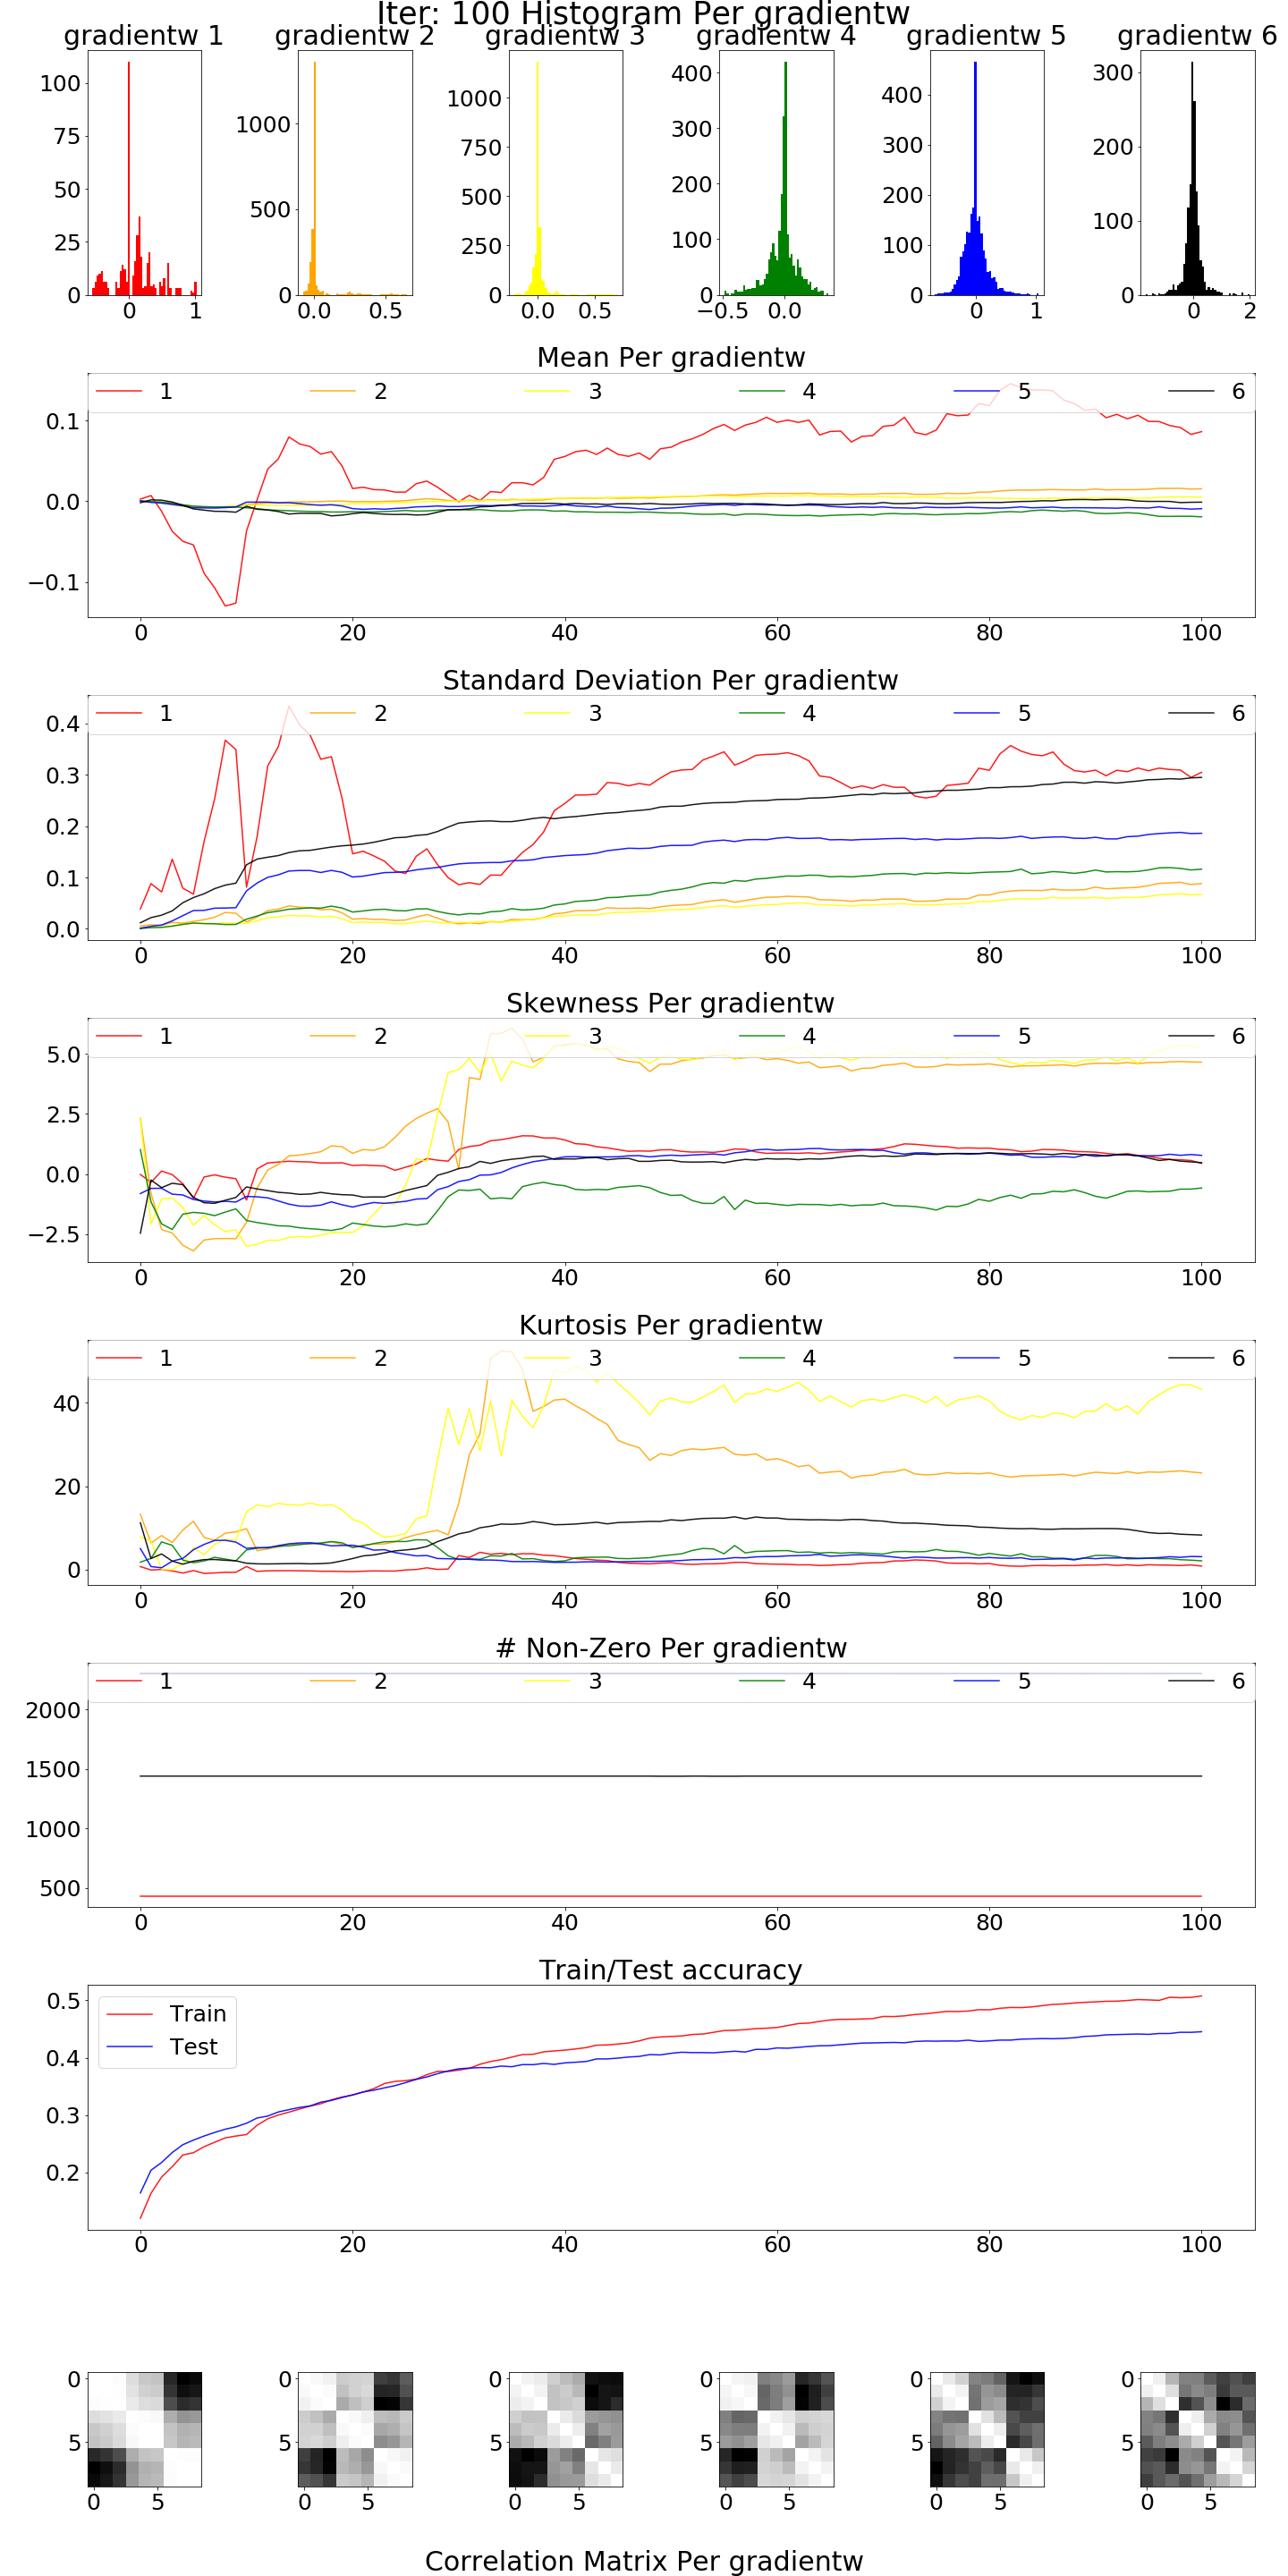 Iter: 100 Histogram Per gradientw
gradientw 1 gradientw 2 gradientw 3 gradientw 4 gradientw 5 gradientw 6
100
75
50
25
0
0 1
1000
500
0
0.0 0.5
1000
750
500
250
0
0.0 0.5
400
300
200
100
0
−0.5 0.0
400
300
200
100
0
0 1
300
200
100
0
0 2
Mean Per gradientw
1 2 3 4 5 6
0.1
0.0
−0.1
0 20 40 60 80 100
Standard Deviation Per gradientw
1 2 3 4 5 6
0.4
0.3
0.2
0.1
0.0
0 20 40 60 80 100
Skewness Per gradientw
1 2 3 4 5 6
5.0
2.5
0.0
−2.5
0 20 40 60 80 100
Kurtosis Per gradientw
1 2 3 4 5 6
40
20
0
0 20 40 60 80 100
# Non-Zero Per gradientw
1 2 3 4 5 6
2000
1500
1000
500
0 20 40 60 80 100
Train/Test accuracy
Train
Test
0.5
0.4
0.3
0.2
0 20 40 60 80 100
0 0 0 0 0 0
5 5 5 5 5 5
0 5 0 5 0 5 0 5 0 5 0 5
Correlation Matrix Per gradientw